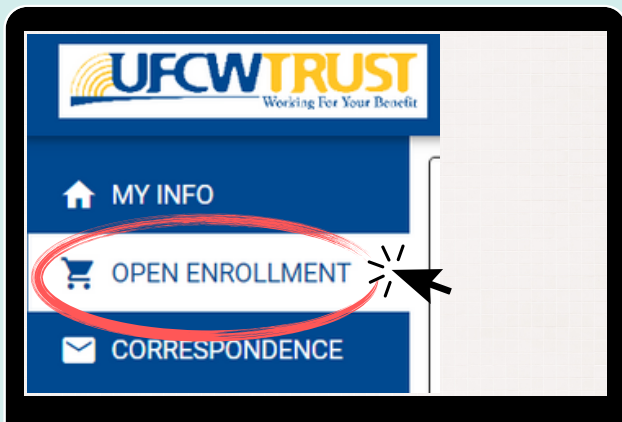 UFCWTRUST
Working For Your Benefit
MY INFO
OPEN ENROLLMENT
CORRESPONDENCE